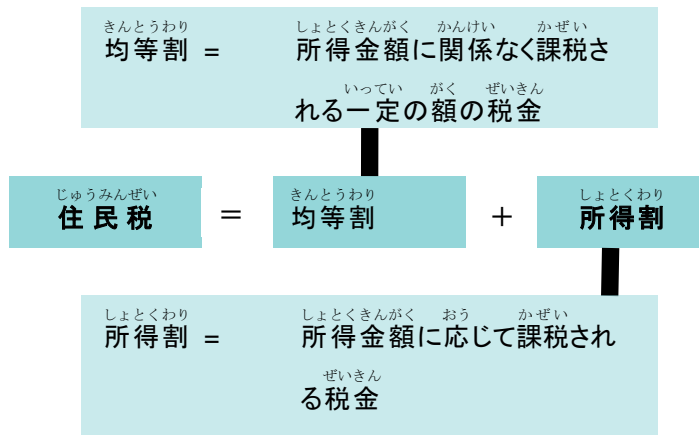 きんとうわり しょとくきんがく かんけい かぜい
均等割 = 所得金額に関係なく課税さ
いってい がく ぜいきん
れる一定の額の税金
じゅうみんぜい きんとうわり しょとくわり
住民税 = 均等割 + 所得割
しょとくわり しょとくきんがく おう かぜい
所得割 = 所得金額に応じて課税され
ぜいきん
る税金